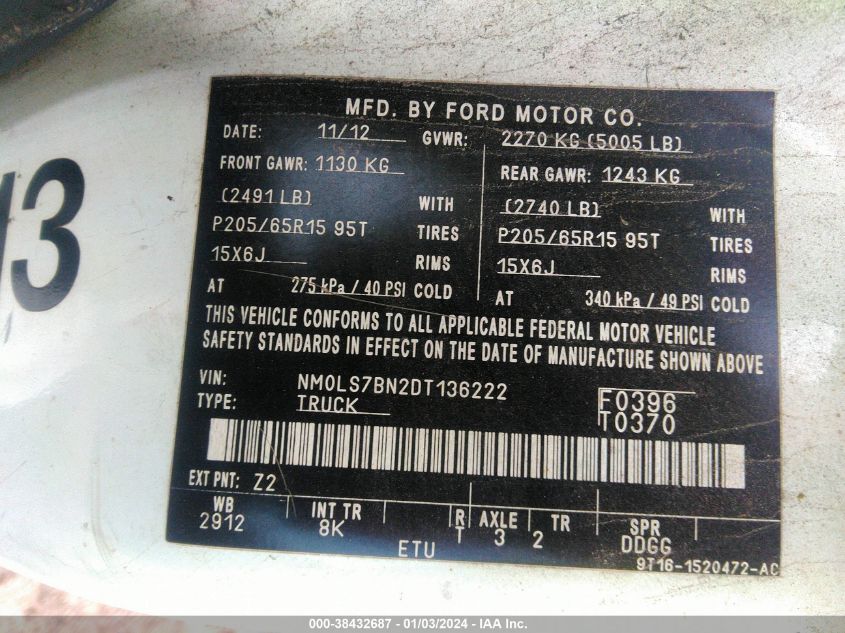 13
MFD. BY FORD MOTOR CO.
DATE: 11/12 GVWR: 2270 KG (5005 LB)
FRONT GAWR: 1130 KG REAR GAWR: 1243 KG
(2491 LB) WITH (2740 LB) WITH
P205/65R15 95T TIRES P205/65R15 95T TIRES
15X6J RIMS 15X6J RIMS
AT 275 kPa / 40 PSI COLD AT 340 kPa / 49 PSI COLD
THIS VEHICLE CONFORMS TO ALL APPLICABLE FEDERAL MOTOR VEHICLE
SAFETY STANDARDS IN EFFECT ON THE DATE OF MANUFACTURE SHOWN ABOVE
VIN: NM0LS7BN2DT136222 F0396
TYPE: TRUCK T0370
EXT PNT: Z2
WB INT TR RT AXLE TR SPR
2912 8K 3 2 DDGG
ETU 9T16-1520472-AC
000-38432687 - 01/03/2024 - IAA Inc.